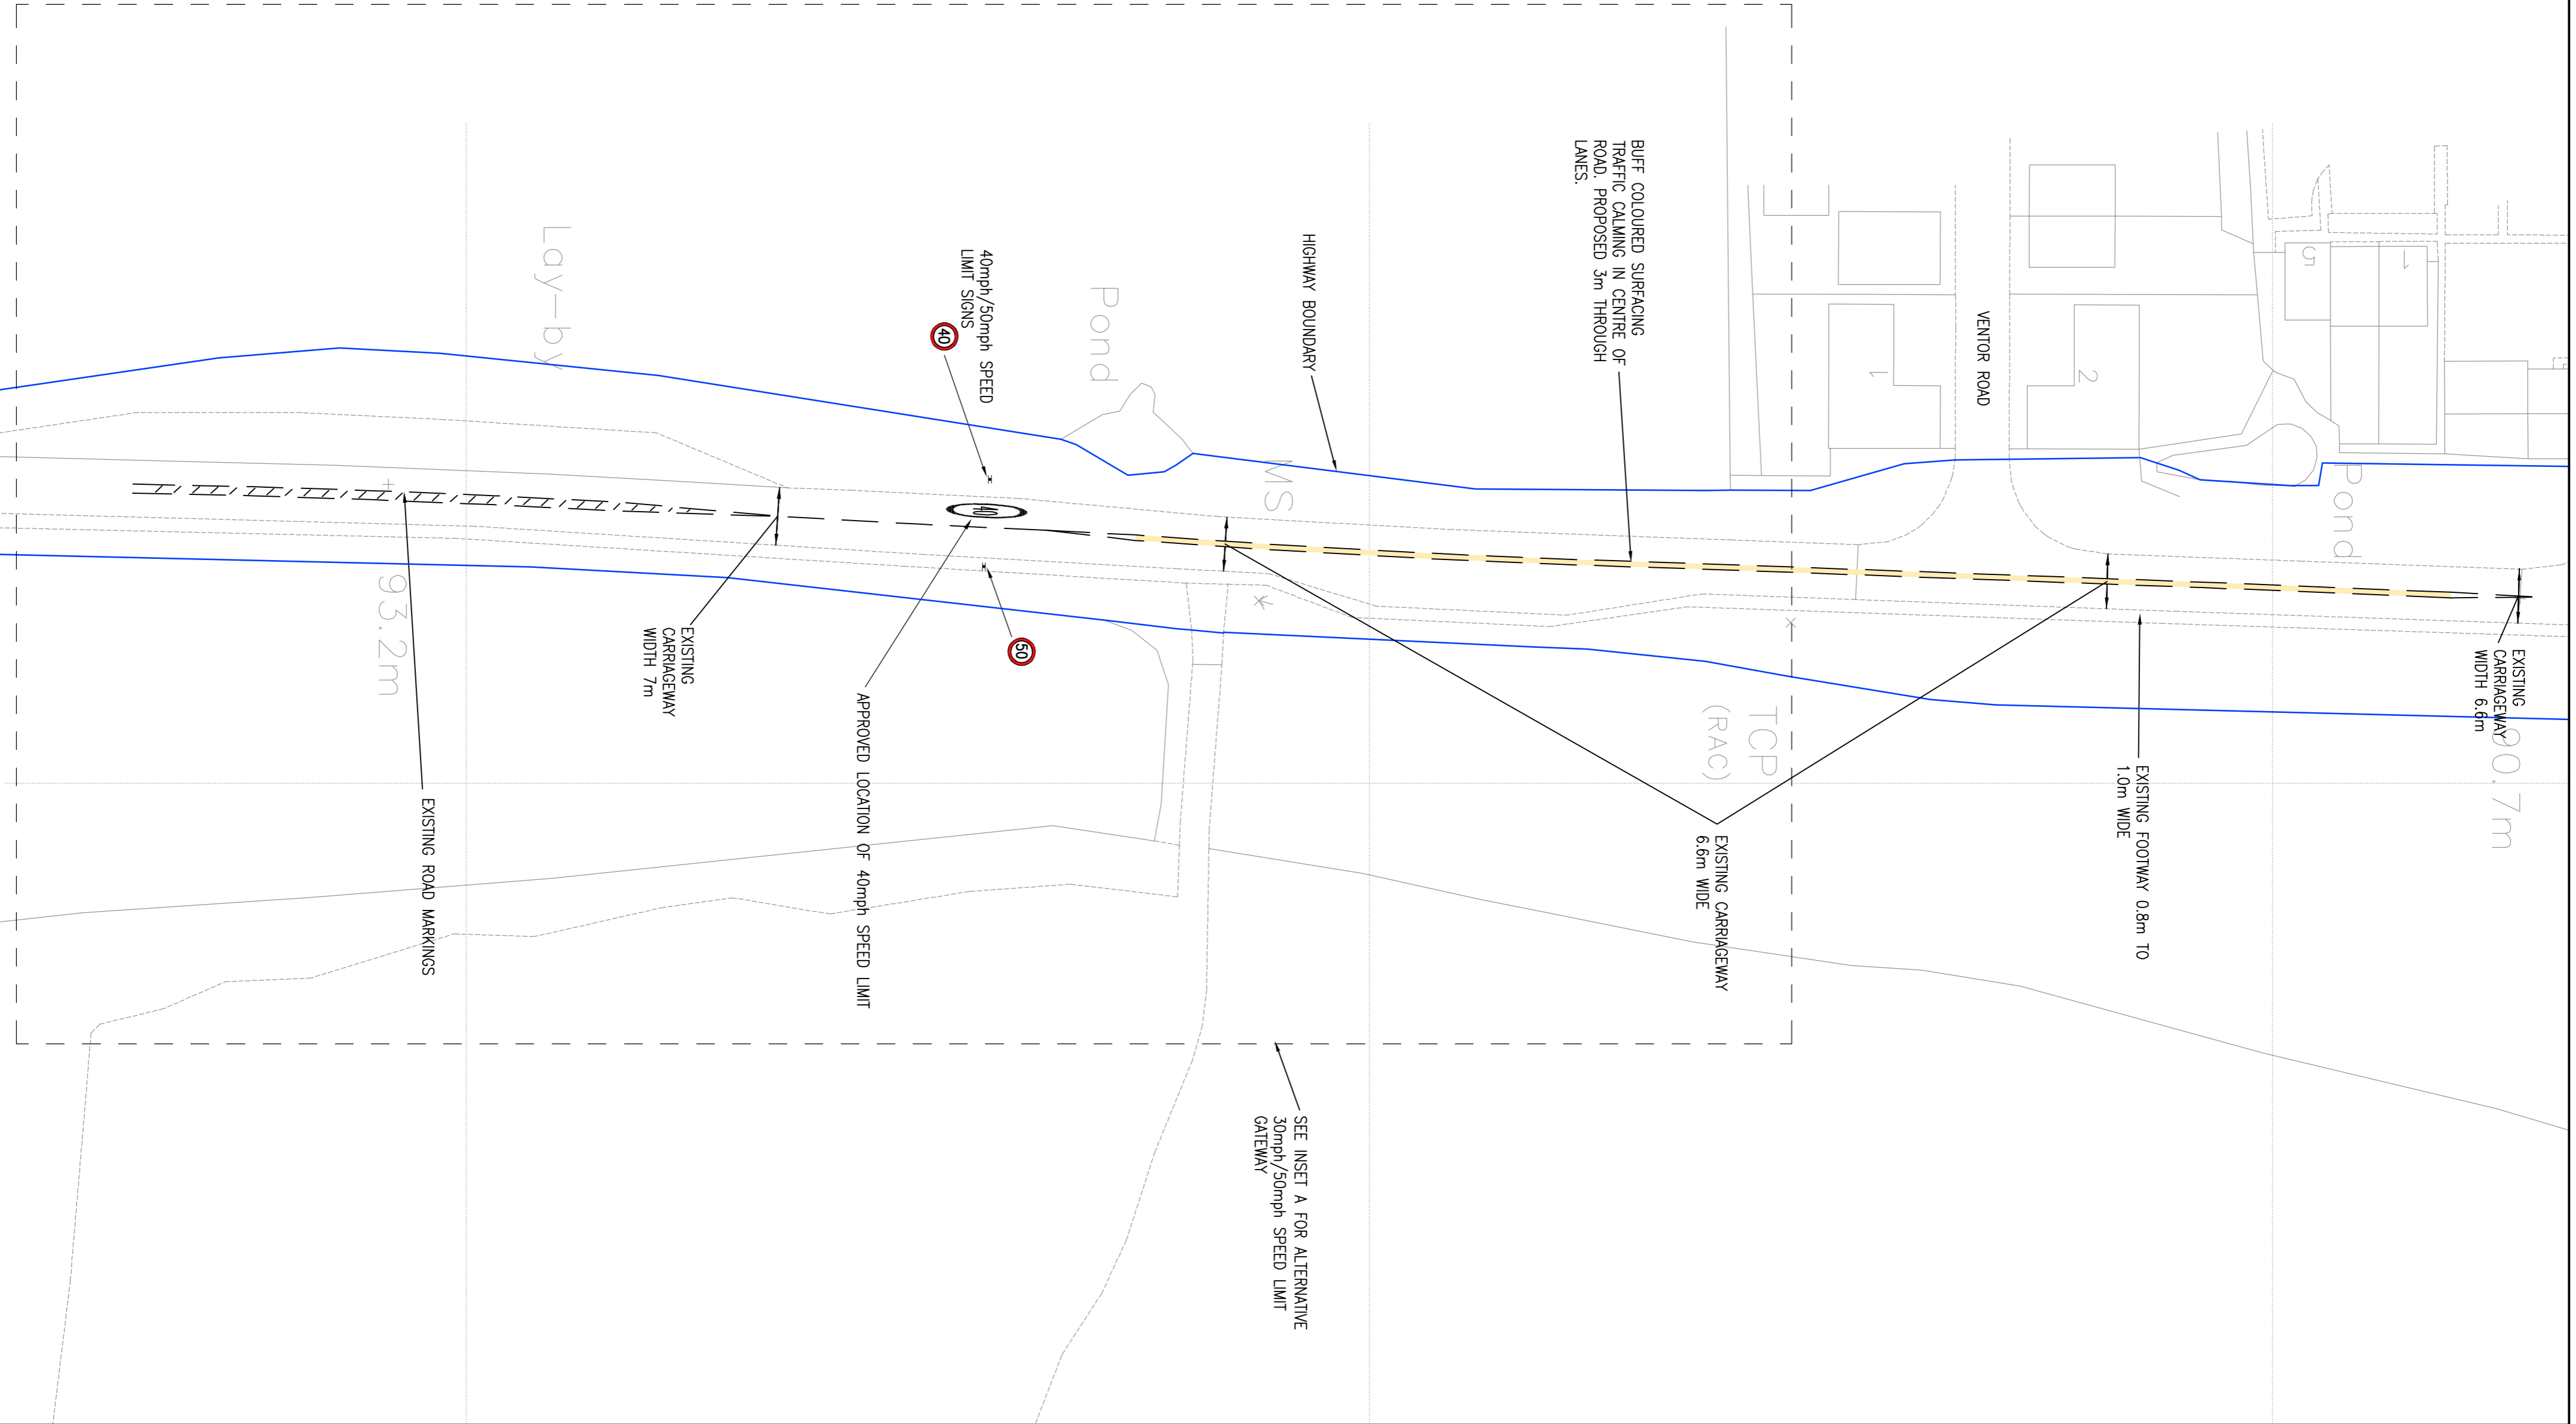 EXISTING
CARRIAGEWAY
WIDTH 6.6m
90.7m
EXISTING FOOTWAY 0.8m TO
1.0m WIDE
1
5
Pond
2
1
VENTOR ROAD
TCP
(RAC)
EXISTING CARRIAGEWAY
6.6m WIDE
BUFF COLOURED SURFACING
TRAFFIC CALMING IN CENTRE OF
ROAD. PROPOSED 3m THROUGH
LANES.
HIGHWAY BOUNDARY
MS
SEE INSET A FOR ALTERNATIVE
30mph/50mph SPEED LIMIT
GATEWAY
Pond
40mph/50mph SPEED
LIMIT SIGNS
40
40
50
APPROVED LOCATION OF 40mph SPEED LIMIT
EXISTING
CARRIAGEWAY
WIDTH 7m
Lay-by
EXISTING ROAD MARKINGS
93.2m